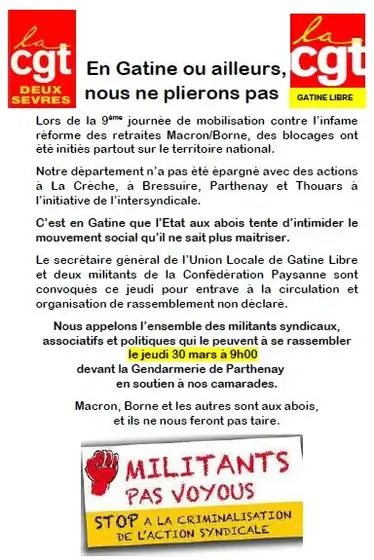 la
cgt
DEUX
SEVRES
la
cgt
GATINE LIBRE
En Gatine ou ailleurs,
nous ne plierons pas
Lors de la 9ème journée de mobilisation contre l'infame
réforme des retraites Macron/Borne, des blocages ont
été initiés partout sur le territoire national.
Notre département n'a pas été épargné avec des actions
à La Crèche, à Bressuire, Parthenay et Thouars à
l'initiative de l'intersyndicale.
C'est en Gatine que l'Etat aux abois tente d'intimider le
mouvement social qu'il ne sait plus maitriser.
Le secrétaire général de l'Union Locale de Gatine Libre
et deux militants de la Confédération Paysanne sont
convoqués ce jeudi pour entrave à la circulation et
organisation de rassemblement non déclaré.
Nous appelons l'ensemble des militants syndicaux,
associatifs et politiques qui le peuvent à se rassembler
le jeudi 30 mars à 9h00
devant la Gendarmerie de Parthenay
en soutien à nos camarades.
Macron, Borne et les autres sont aux abois,
et ils ne nous feront pas taire.
MILITANTS
PAS VOYOUS
STOP A LA CRIMINALISATION
DE L'ACTION SYNDICALE